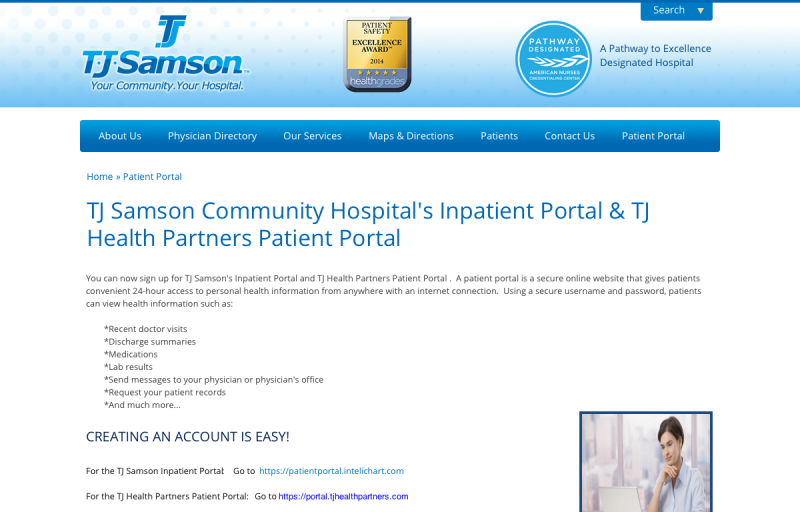 Search
TJ
TJ Samson
Your Community. Your Hospital.
PATIENT
SAFETY
EXCELLENCE
AWARD™
2014
healthgrades
PATHWAY
DESIGNATED
AMERICAN NURSES
CREDENTIALING CENTER
A Pathway to Excellence
Designated Hospital
About Us Physician Directory Our Services Maps & Directions Patients Contact Us Patient Portal
Home » Patient Portal
TJ Samson Community Hospital's Inpatient Portal & TJ
Health Partners Patient Portal
You can now sign up for TJ Samson's Inpatient Portal and TJ Health Partners Patient Portal . A patient portal is a secure online website that gives patients
convenient 24-hour access to personal health information from anywhere with an internet connection. Using a secure username and password, patients
can view health information such as:
*Recent doctor visits
*Discharge summaries
*Medications
*Lab results
*Send messages to your physician or physician's office
*Request your patient records
*And much more...
CREATING AN ACCOUNT IS EASY!
For the TJ Samson Inpatient Portal: Go to https://patientportal.intelichart.com
For the TJ Health Partners Patient Portal: Go to https://portal.tjhealthpartners.com